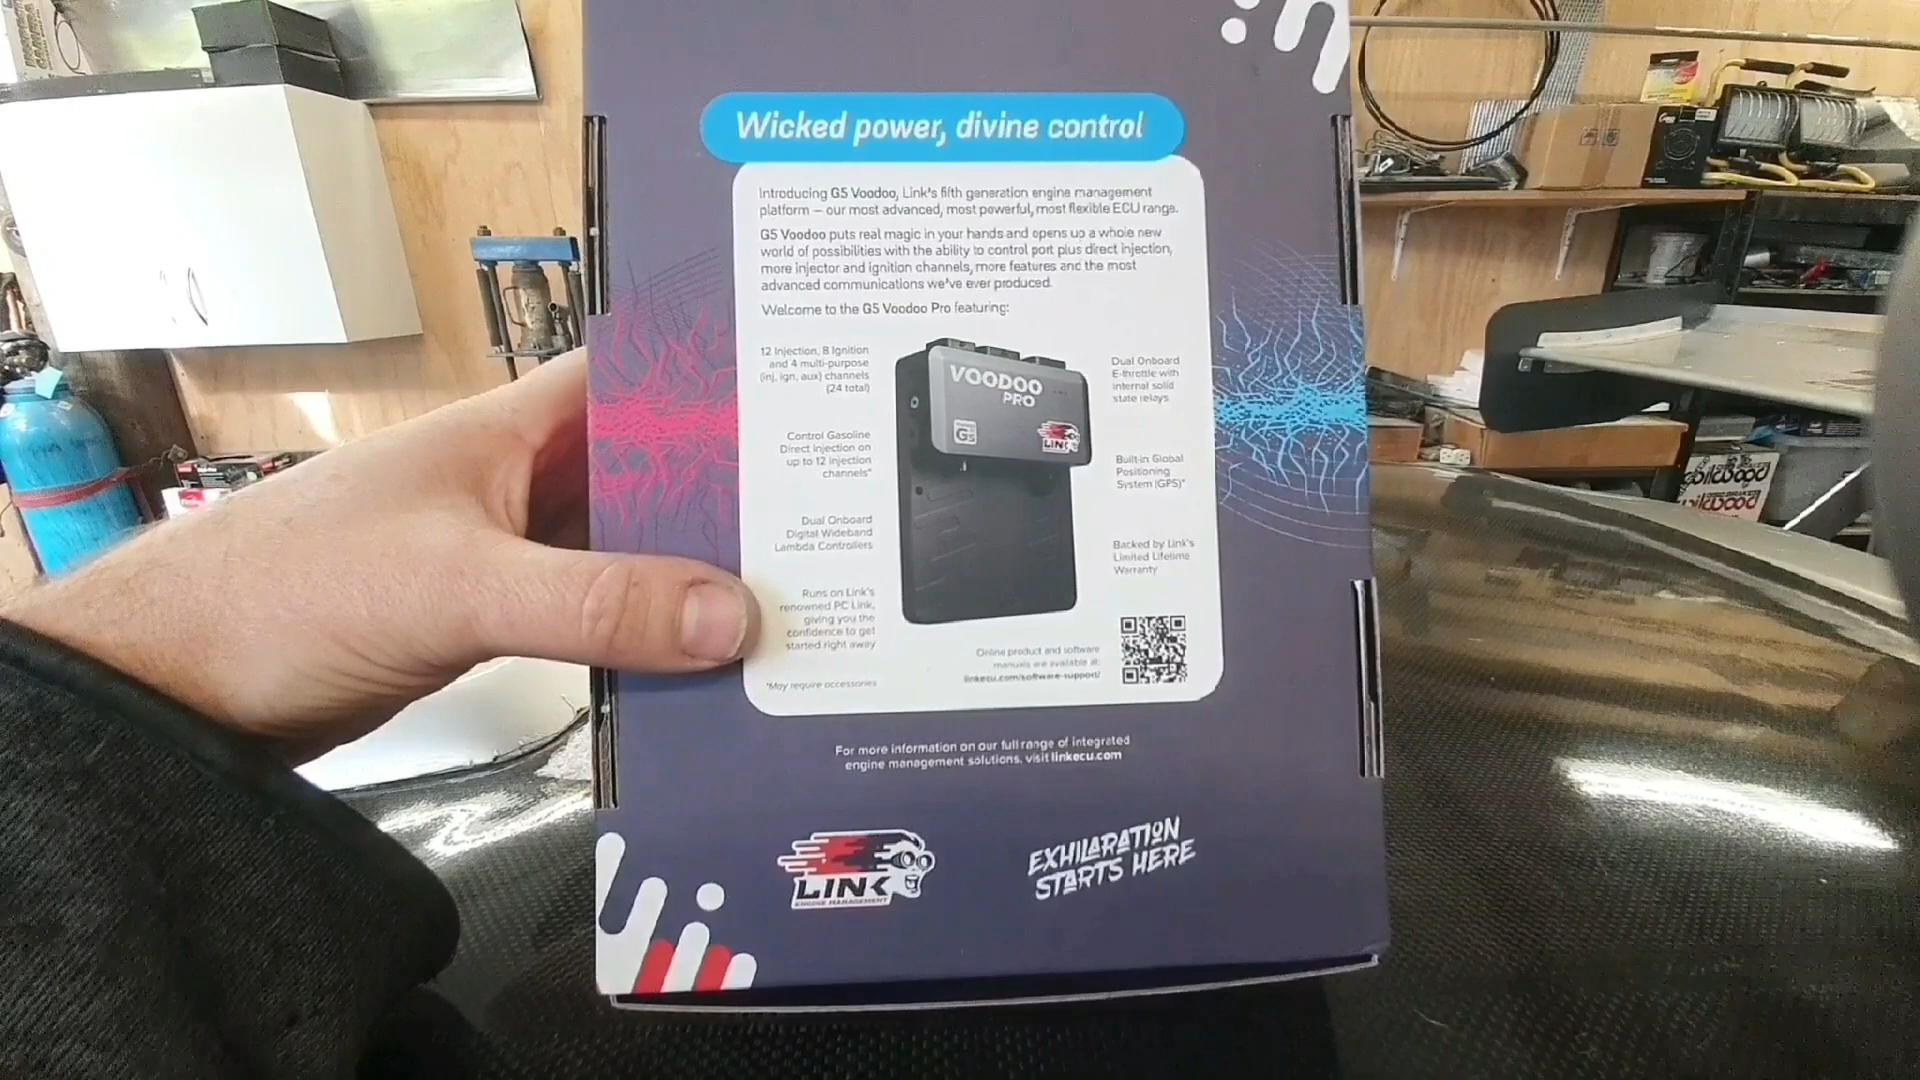 Wicked power, divine control
Introducing G5 Voodoo, Link's fifth generation engine management
platform – our most advanced, most powerful, most flexible ECU range.
G5 Voodoo puts real magic in your hands and opens up a whole new
world of possibilities with the ability to control port plus direct injection,
more injector and ignition channels, more features and the most
advanced communications we've ever produced.
Welcome to the G5 Voodoo Pro featuring:
12 Injection, 8 Ignition
and 4 multi-purpose
(inj, ign, aux) channels
(24 total)
Control Gasoline
Direct Injection on
up to 12 injection
channels*
Dual Onboard
Digital Wideband
Lambda Controllers
Runs on Link's
renowned PC Link,
giving you the
confidence to get
started right away
*May require accessories
VOODOO
PRO
G5
LINK
Dual Onboard
E-throttle with
internal solid
state relays
Built-in Global
Positioning
System (GPS)*
Backed by Link's
Limited Lifetime
Warranty
Online product and software
manuals are available at:
linkecu.com/software-support/
For more information on our full range of integrated
engine management solutions, visit linkecu.com
LINK
ENGINE MANAGEMENT
EXHILARATION
STARTS HERE
wilwood